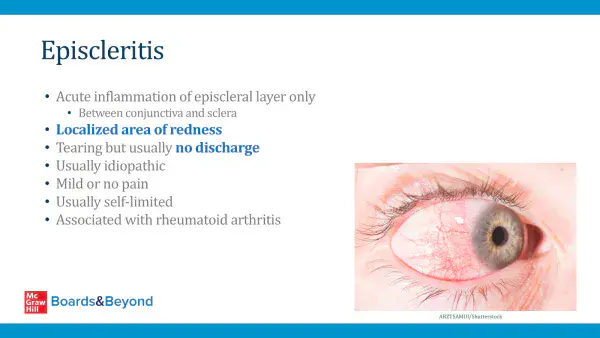 Episcleritis
• Acute inflammation of episcleral layer only
• Between conjunctiva and sclera
• Localized area of redness
• Tearing but usually no discharge
• Usually idiopathic
• Mild or no pain
• Usually self-limited
• Associated with rheumatoid arthritis
Mc
Graw
Hill
Boards&Beyond
ARZTSAMUI/Shutterstock